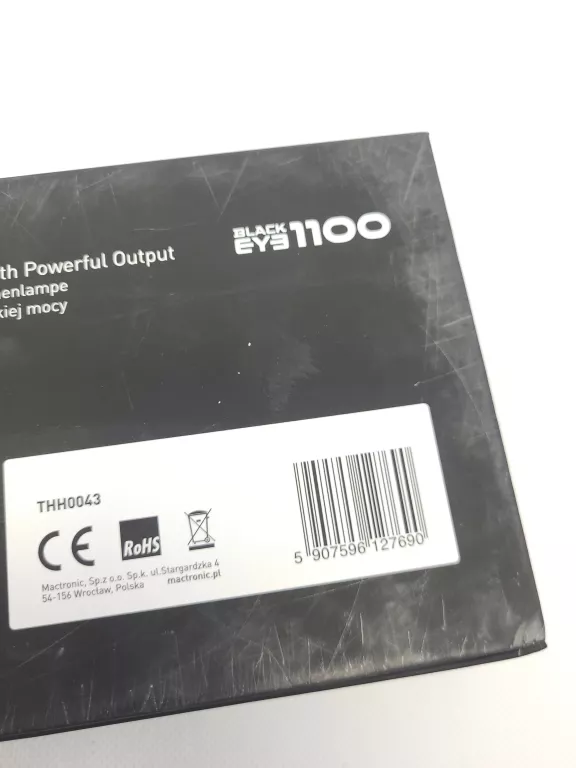 BLACK
EYE 1100
th Powerful Output
enlampe
kiej mocy
THH0043
CE
RoHS
5 907596 127690
Mactronic, Sp.z o.o. Sp.k. ul.Stargardzka 4
54-156 Wrocław, Polska
mactronic.pl